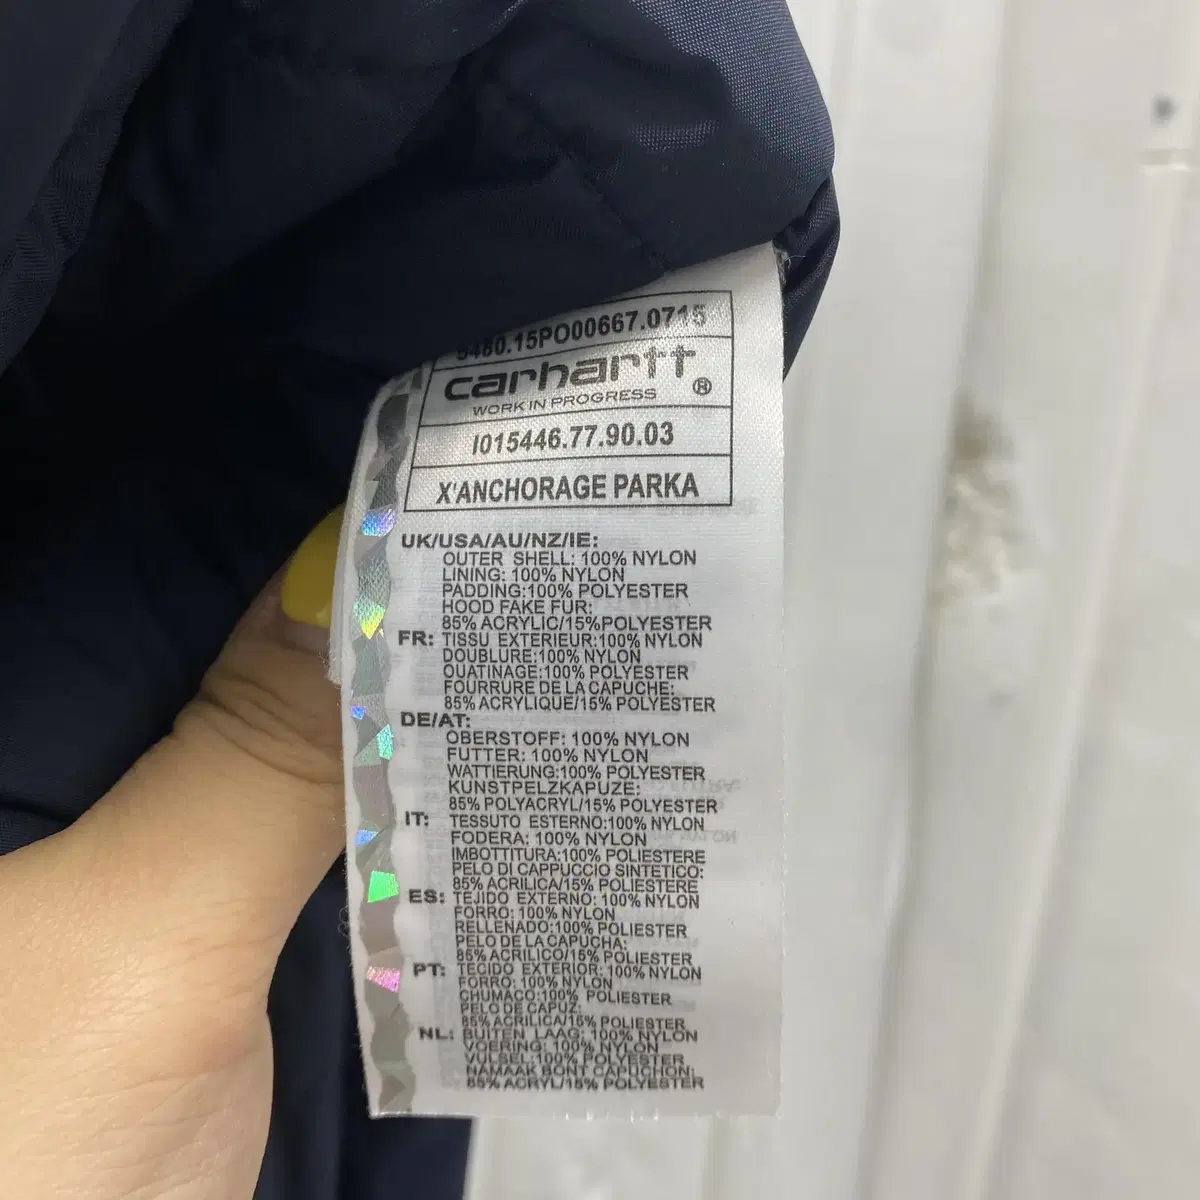 5480.15PO00667.0715
carhartt ®
WORK IN PROGRESS
I015446.77.90.03
X'ANCHORAGE PARKA
UK/USA/AU/NZ/IE:
OUTER SHELL: 100% NYLON
LINING: 100% NYLON
PADDING:100% POLYESTER
HOOD FAKE FUR:
85% ACRYLIC/15%POLYESTER
FR: TISSU EXTERIEUR:100% NYLON
DOUBLURE:100% NYLON
OUATINAGE:100% POLYESTER
FOURRURE DE LA CAPUCHE:
85% ACRYLIQUE/15% POLYESTER
DE/AT:
OBERSTOFF: 100% NYLON
FUTTER: 100% NYLON
WATTIERUNG:100% POLYESTER
KUNSTPELZKAPUZE:
85% POLYACRYL/15% POLYESTER
IT: TESSUTO ESTERNO:100% NYLON
FODERA: 100% NYLON
IMBOTTITURA:100% POLIESTERE
PELO DI CAPPUCCIO SINTETICO:
85% ACRILICA/15% POLIESTERE
ES: TEJIDO EXTERNO: 100% NYLON
FORRO: 100% NYLON
RELLENADO:100% POLIESTER
PELO DE LA CAPUCHA:
85% ACRILICO/15% POLIESTER
PT: TECIDO EXTERIOR: 100% NYLON
FORRO: 100% NYLON
CHUMACO:100% POLIESTER
PELO DE CAPUZ:
85% ACRILICA/15% POLIESTER
NL: BUITEN LAAG: 100% NYLON
VOERING: 100% NYLON
VULSEL:100% POLYESTER
NAMAAK BONT CAPUCHON:
85% ACRYL/15% POLYESTER